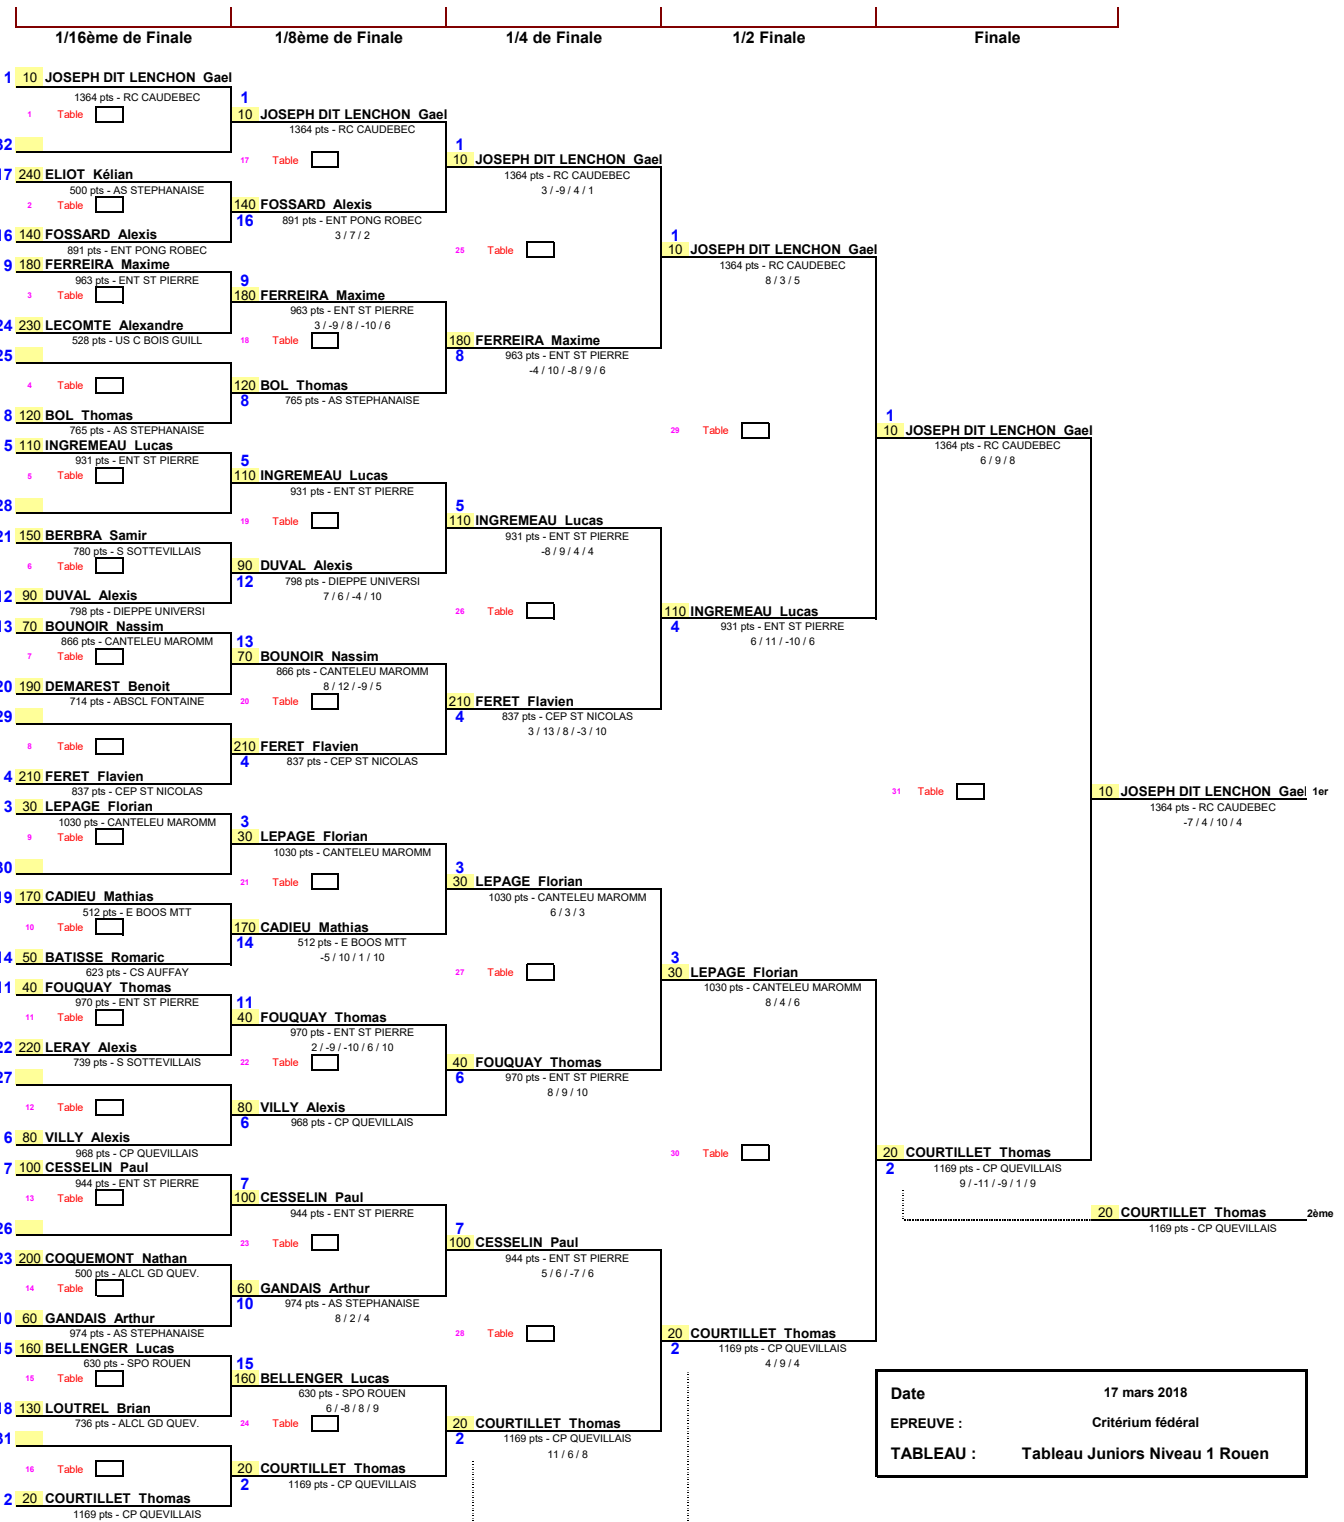 1/16ème de Finale
1/8ème de Finale
1/4 de Finale
1/2 Finale
Finale
1 10 JOSEPH DIT LENCHON Gael
1364 pts - RC CAUDEBEC
1 Table
32
17 240 ELIOT Kélian
500 pts - AS STEPHANAISE
2 Table
16 140 FOSSARD Alexis
891 pts - ENT PONG ROBEC
9 180 FERREIRA Maxime
963 pts - ENT ST PIERRE
3 Table
24 230 LECOMTE Alexandre
528 pts - US C BOIS GUILL
25
4 Table
8 120 BOL Thomas
765 pts - AS STEPHANAISE
5 110 INGREMEAU Lucas
931 pts - ENT ST PIERRE
5 Table
28
21 150 BERBRA Samir
780 pts - S SOTTEVILLAIS
6 Table
12 90 DUVAL Alexis
798 pts - DIEPPE UNIVERSI
13 70 BOUNOIR Nassim
866 pts - CANTELEU MAROMM
7 Table
20 190 DEMAREST Benoit
714 pts - ABSCL FONTAINE
29
8 Table
4 210 FERET Flavien
837 pts - CEP ST NICOLAS
3 30 LEPAGE Florian
1030 pts - CANTELEU MAROMM
9 Table
30
19 170 CADIEU Mathias
512 pts - E BOOS MTT
10 Table
14 50 BATISSE Romaric
623 pts - CS AUFFAY
11 40 FOUQUAY Thomas
970 pts - ENT ST PIERRE
11 Table
22 220 LERAY Alexis
739 pts - S SOTTEVILLAIS
27
12 Table
6 80 VILLY Alexis
968 pts - CP QUEVILLAIS
7 100 CESSELIN Paul
944 pts - ENT ST PIERRE
13 Table
26
23 200 COQUEMONT Nathan
500 pts - ALCL GD QUEV.
14 Table
10 60 GANDAIS Arthur
974 pts - AS STEPHANAISE
15 160 BELLENGER Lucas
630 pts - SPO ROUEN
15 Table
18 130 LOUTREL Brian
736 pts - ALCL GD QUEV.
31
16 Table
2 20 COURTILLET Thomas
1169 pts - CP QUEVILLAIS
1
10 JOSEPH DIT LENCHON Gael
1364 pts - RC CAUDEBEC
17 Table
140 FOSSARD Alexis
16 891 pts - ENT PONG ROBEC
3 / 7 / 2
9
180 FERREIRA Maxime
963 pts - ENT ST PIERRE
3 / -9 / 8 / -10 / 6
18 Table
120 BOL Thomas
8 765 pts - AS STEPHANAISE
5
110 INGREMEAU Lucas
931 pts - ENT ST PIERRE
19 Table
90 DUVAL Alexis
12 798 pts - DIEPPE UNIVERSI
7 / 6 / -4 / 10
13
70 BOUNOIR Nassim
866 pts - CANTELEU MAROMM
8 / 12 / -9 / 5
20 Table
210 FERET Flavien
4 837 pts - CEP ST NICOLAS
3
30 LEPAGE Florian
1030 pts - CANTELEU MAROMM
21 Table
170 CADIEU Mathias
14 512 pts - E BOOS MTT
-5 / 10 / 1 / 10
11
40 FOUQUAY Thomas
970 pts - ENT ST PIERRE
2 / -9 / -10 / 6 / 10
22 Table
80 VILLY Alexis
6 968 pts - CP QUEVILLAIS
7
100 CESSELIN Paul
944 pts - ENT ST PIERRE
23 Table
60 GANDAIS Arthur
10 974 pts - AS STEPHANAISE
8 / 2 / 4
15
160 BELLENGER Lucas
630 pts - SPO ROUEN
6 / -8 / 8 / 9
24 Table
20 COURTILLET Thomas
2 1169 pts - CP QUEVILLAIS
1
10 JOSEPH DIT LENCHON Gael
1364 pts - RC CAUDEBEC
3 / -9 / 4 / 1
25 Table
180 FERREIRA Maxime
8 963 pts - ENT ST PIERRE
-4 / 10 / -8 / 9 / 6
5
110 INGREMEAU Lucas
931 pts - ENT ST PIERRE
-8 / 9 / 4 / 4
26 Table
210 FERET Flavien
4 837 pts - CEP ST NICOLAS
3 / 13 / 8 / -3 / 10
3
30 LEPAGE Florian
1030 pts - CANTELEU MAROMM
6 / 3 / 3
27 Table
40 FOUQUAY Thomas
6 970 pts - ENT ST PIERRE
8 / 9 / 10
7
100 CESSELIN Paul
944 pts - ENT ST PIERRE
5 / 6 / -7 / 6
28 Table
20 COURTILLET Thomas
2 1169 pts - CP QUEVILLAIS
11 / 6 / 8
1
10 JOSEPH DIT LENCHON Gael
1364 pts - RC CAUDEBEC
8 / 3 / 5
29 Table
110 INGREMEAU Lucas
4 931 pts - ENT ST PIERRE
6 / 11 / -10 / 6
3
30 LEPAGE Florian
1030 pts - CANTELEU MAROMM
8 / 4 / 6
30 Table
20 COURTILLET Thomas
2 1169 pts - CP QUEVILLAIS
4 / 9 / 4
1
10 JOSEPH DIT LENCHON Gael
1364 pts - RC CAUDEBEC
6 / 9 / 8
31 Table
20 COURTILLET Thomas
2 1169 pts - CP QUEVILLAIS
9 / -11 / -9 / 1 / 9
10 JOSEPH DIT LENCHON Gael 1er
1364 pts - RC CAUDEBEC
-7 / 4 / 10 / 4
20 COURTILLET Thomas 2ème
1169 pts - CP QUEVILLAIS
Date 17 mars 2018
EPREUVE : Critérium fédéral
TABLEAU : Tableau Juniors Niveau 1 Rouen